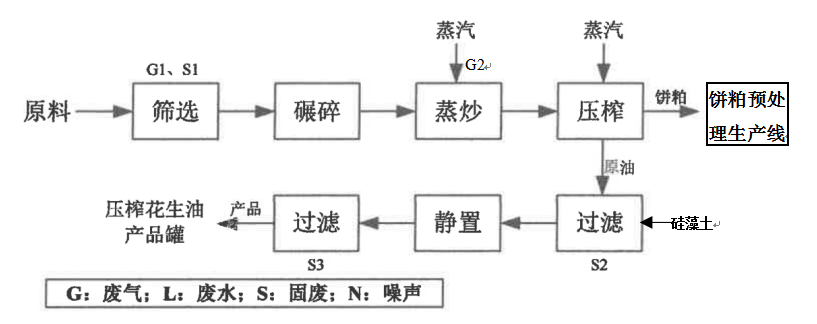 蒸汽
蒸汽
G1、S1
G2
原料
筛选
碾碎
蒸炒
压榨
饼粕
饼粕预处
理生产线
原油
压榨花生油
产品罐
产品
过滤
静置
过滤
硅藻土
S3
S2
G：废气；L：废水；S：固废；N：噪声